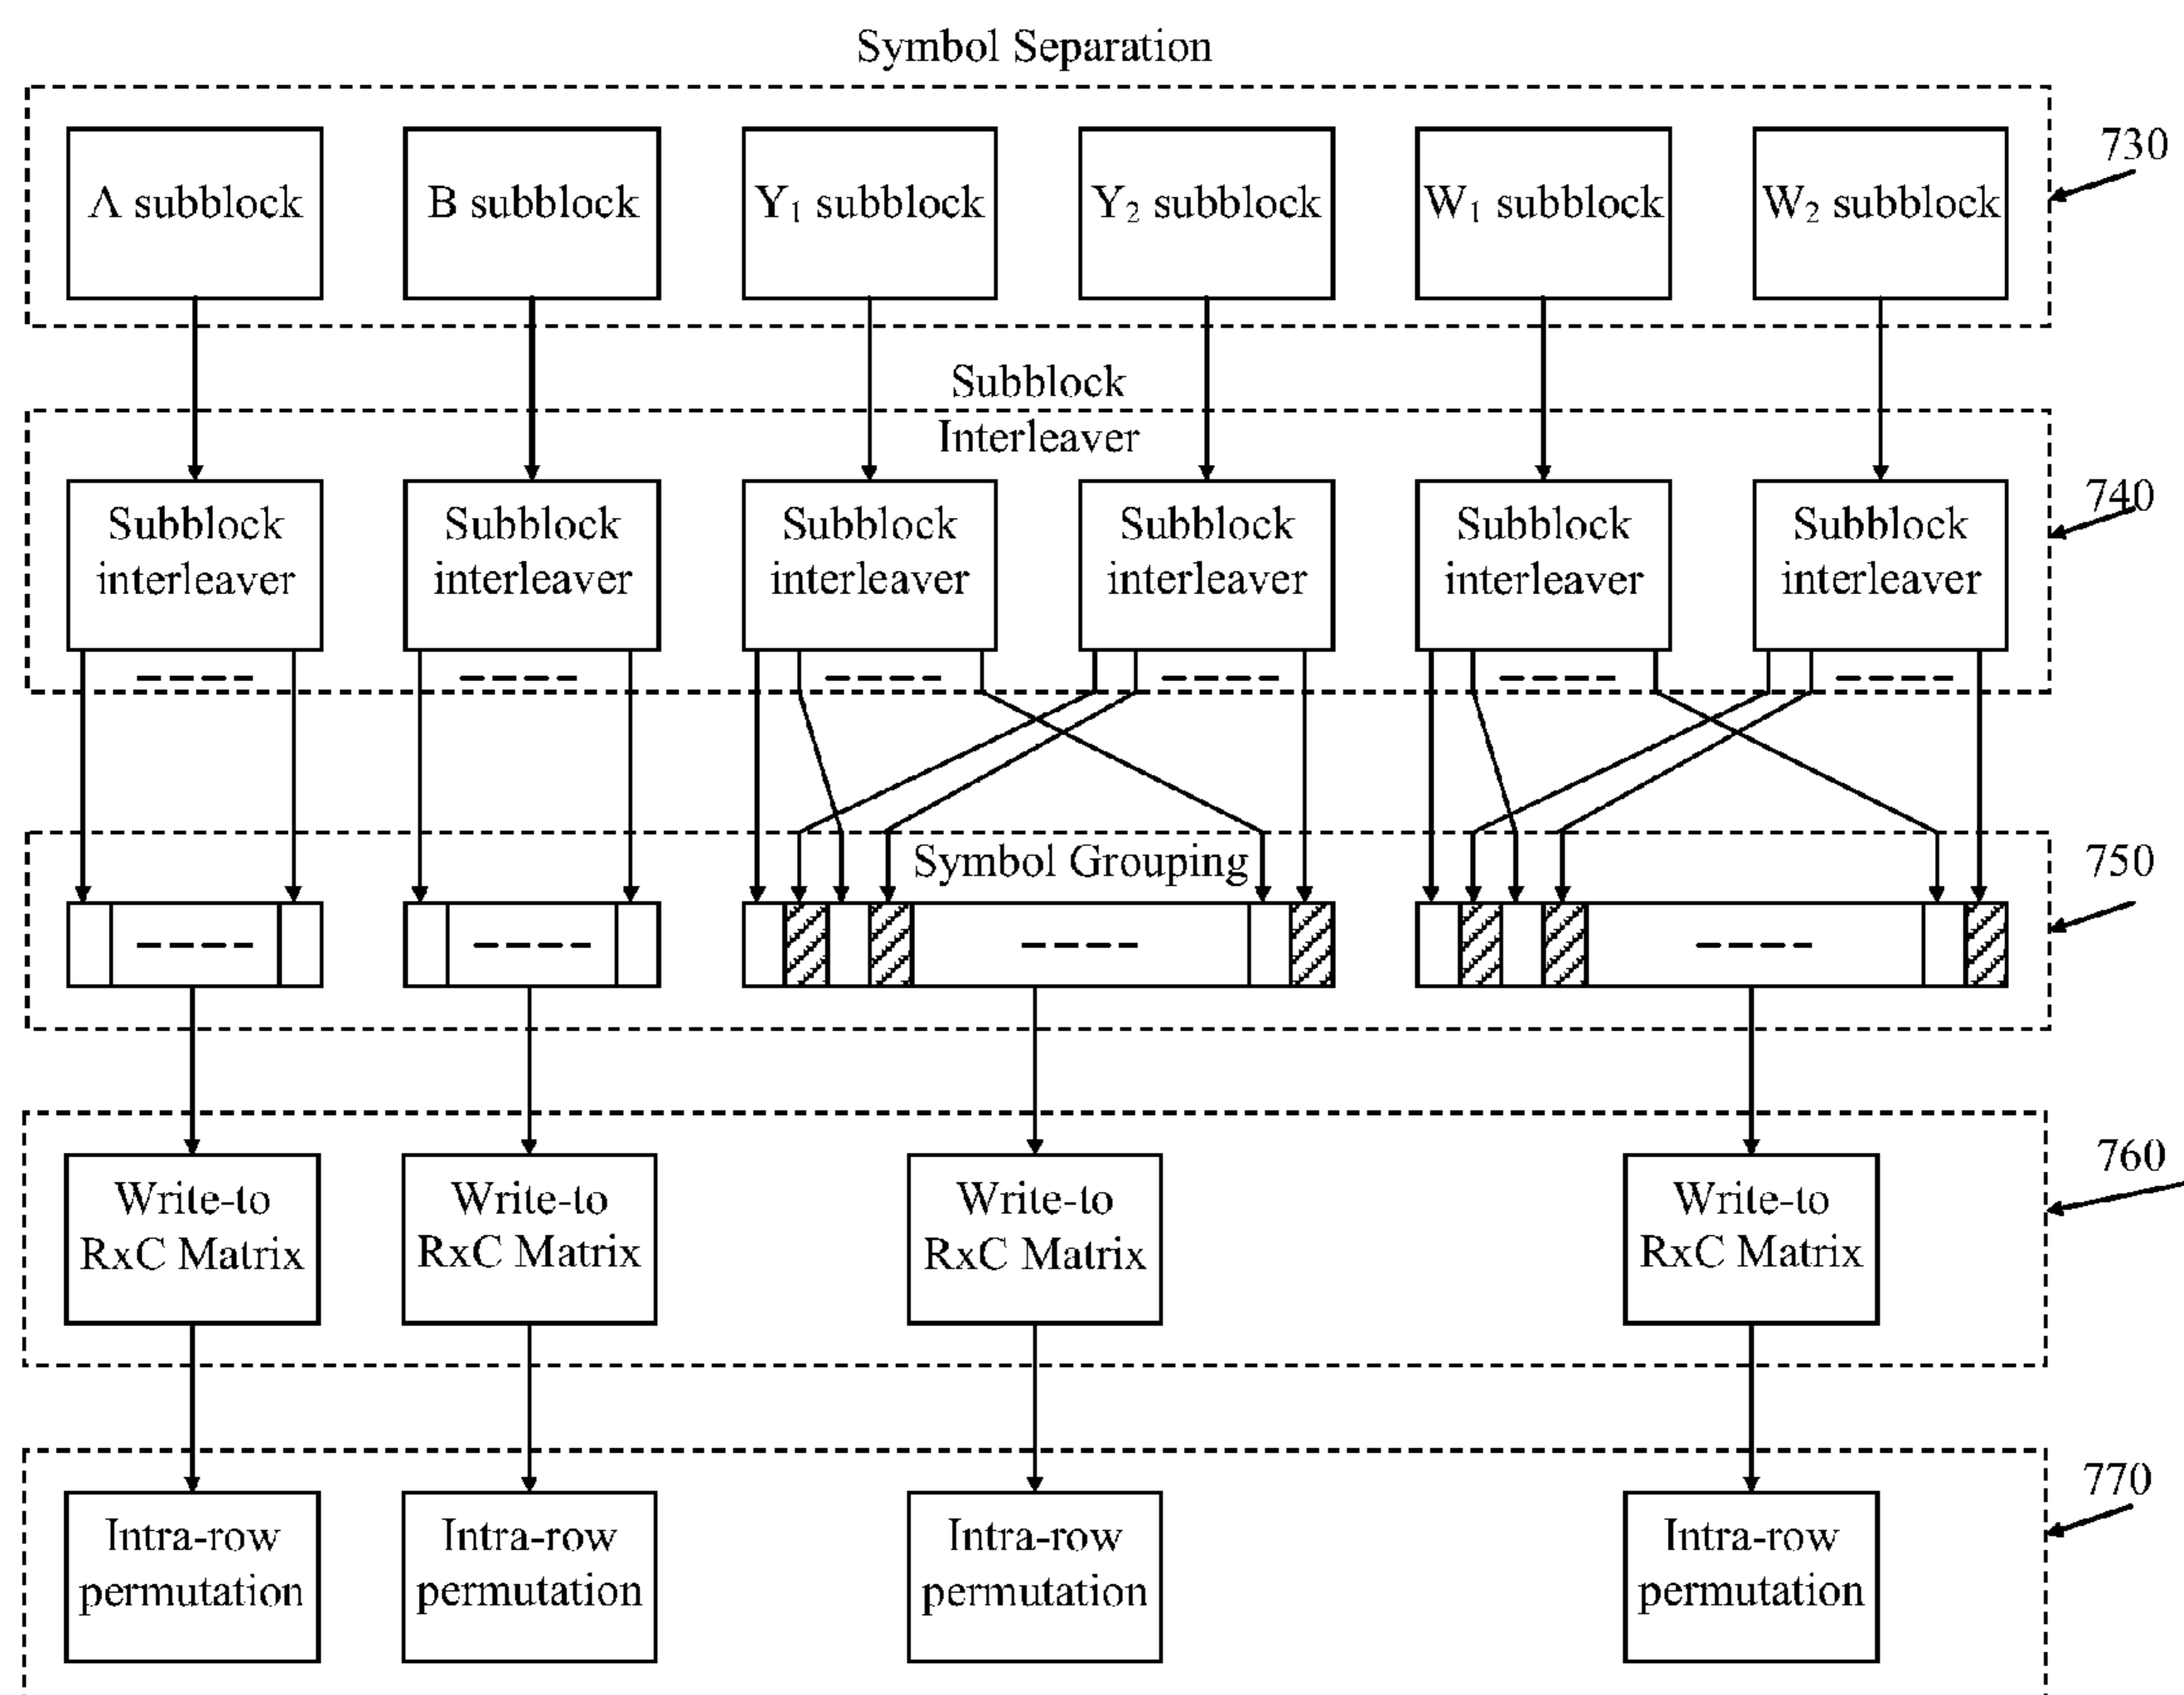 Symbol Separation
A subblock B subblock Y₁ subblock Y₂ subblock W₁ subblock W₂ subblock
730
Subblock
Interleaver
740
Subblock Subblock Subblock Subblock Subblock Subblock
interleaver interleaver interleaver interleaver interleaver interleaver
Symbol Grouping
750
Write-to Write-to Write-to Write-to
RxC Matrix RxC Matrix RxC Matrix RxC Matrix
760
Intra-row Intra-row Intra-row Intra-row
permutation permutation permutation permutation
770